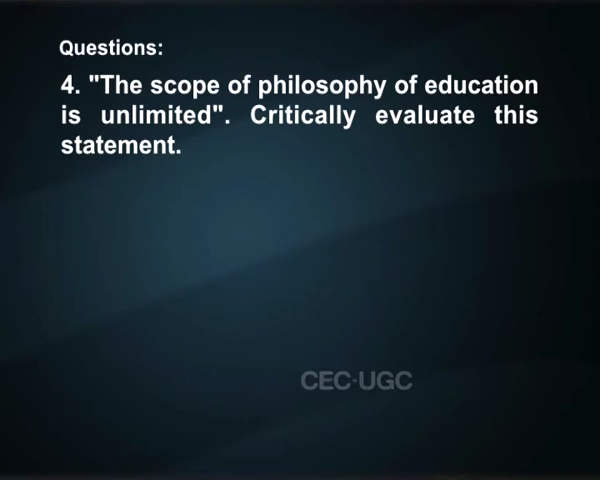 Questions:
4. "The scope of philosophy of education
is unlimited". Critically evaluate this
statement.
CEC-UGC